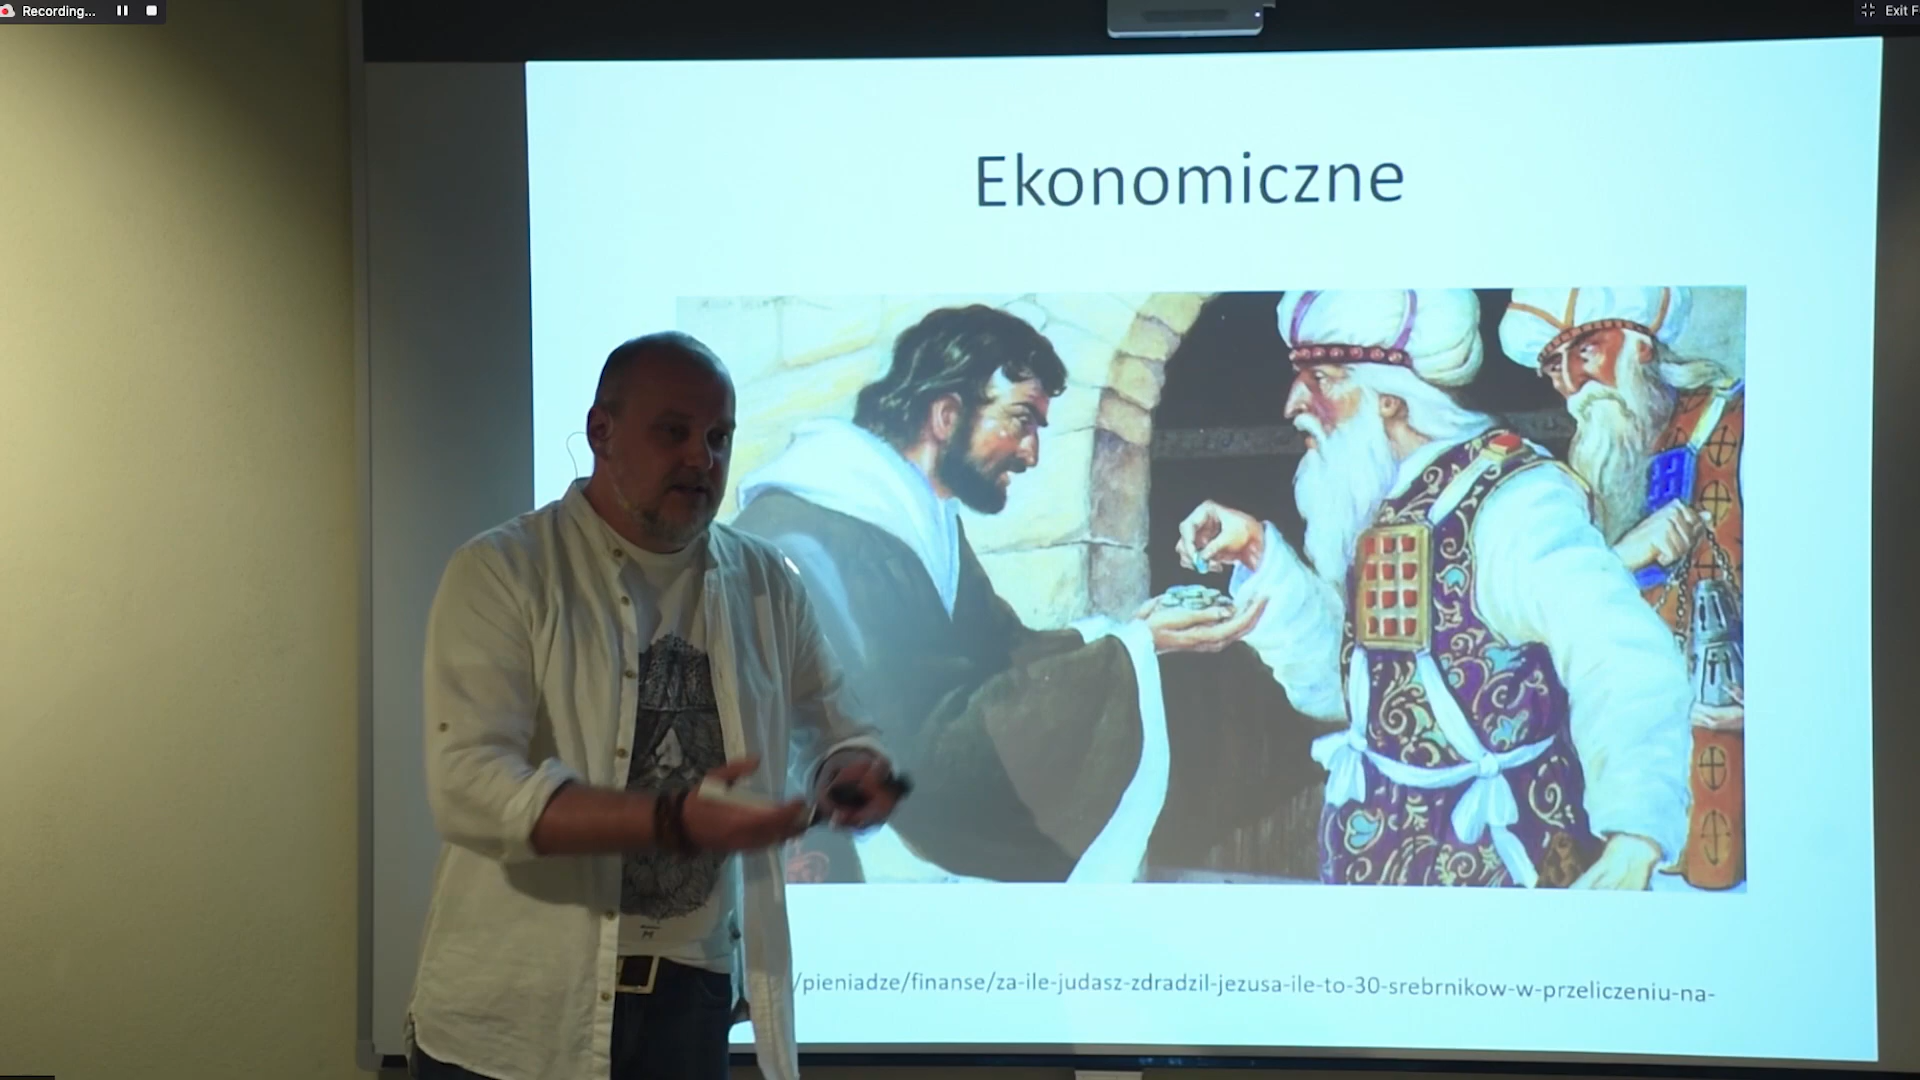 Recording...
Exit F
Ekonomiczne
/pieniadze/finanse/za-ile-judasz-zdradzil-jezusa-ile-to-30-srebrnikow-w-przeliczeniu-na-